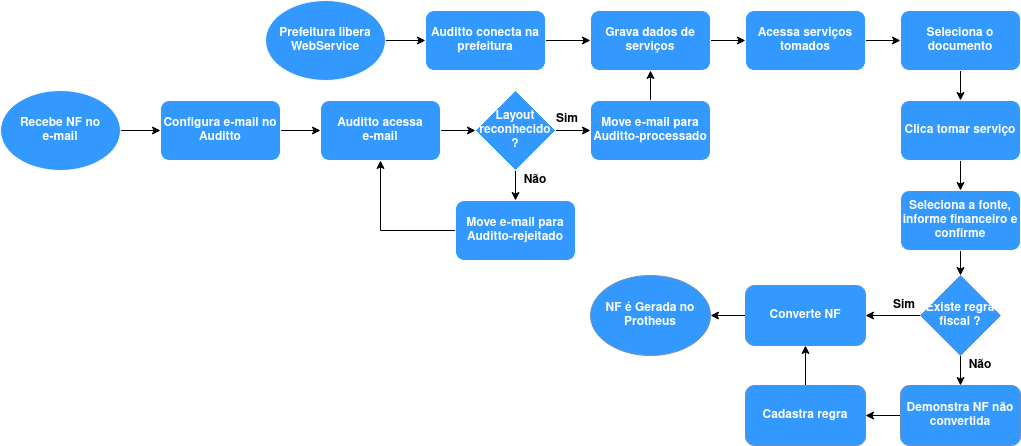 Prefeitura libera
WebService
Auditto conecta na
prefeitura
Grava dados de
serviços
Acessa serviços
tomados
Seleciona o
documento
Recebe NF no
e-mail
Configura e-mail no
Auditto
Auditto acessa
e-mail
Layout
reconhecido
?
Sim
Move e-mail para
Auditto-processado
Clica tomar serviço
Não
Move e-mail para
Auditto-rejeitado
Seleciona a fonte,
informe financeiro e
confirme
NF é Gerada no
Protheus
Converte NF
Sim
Existe regra
fiscal ?
Não
Cadastra regra
Demonstra NF não
convertida